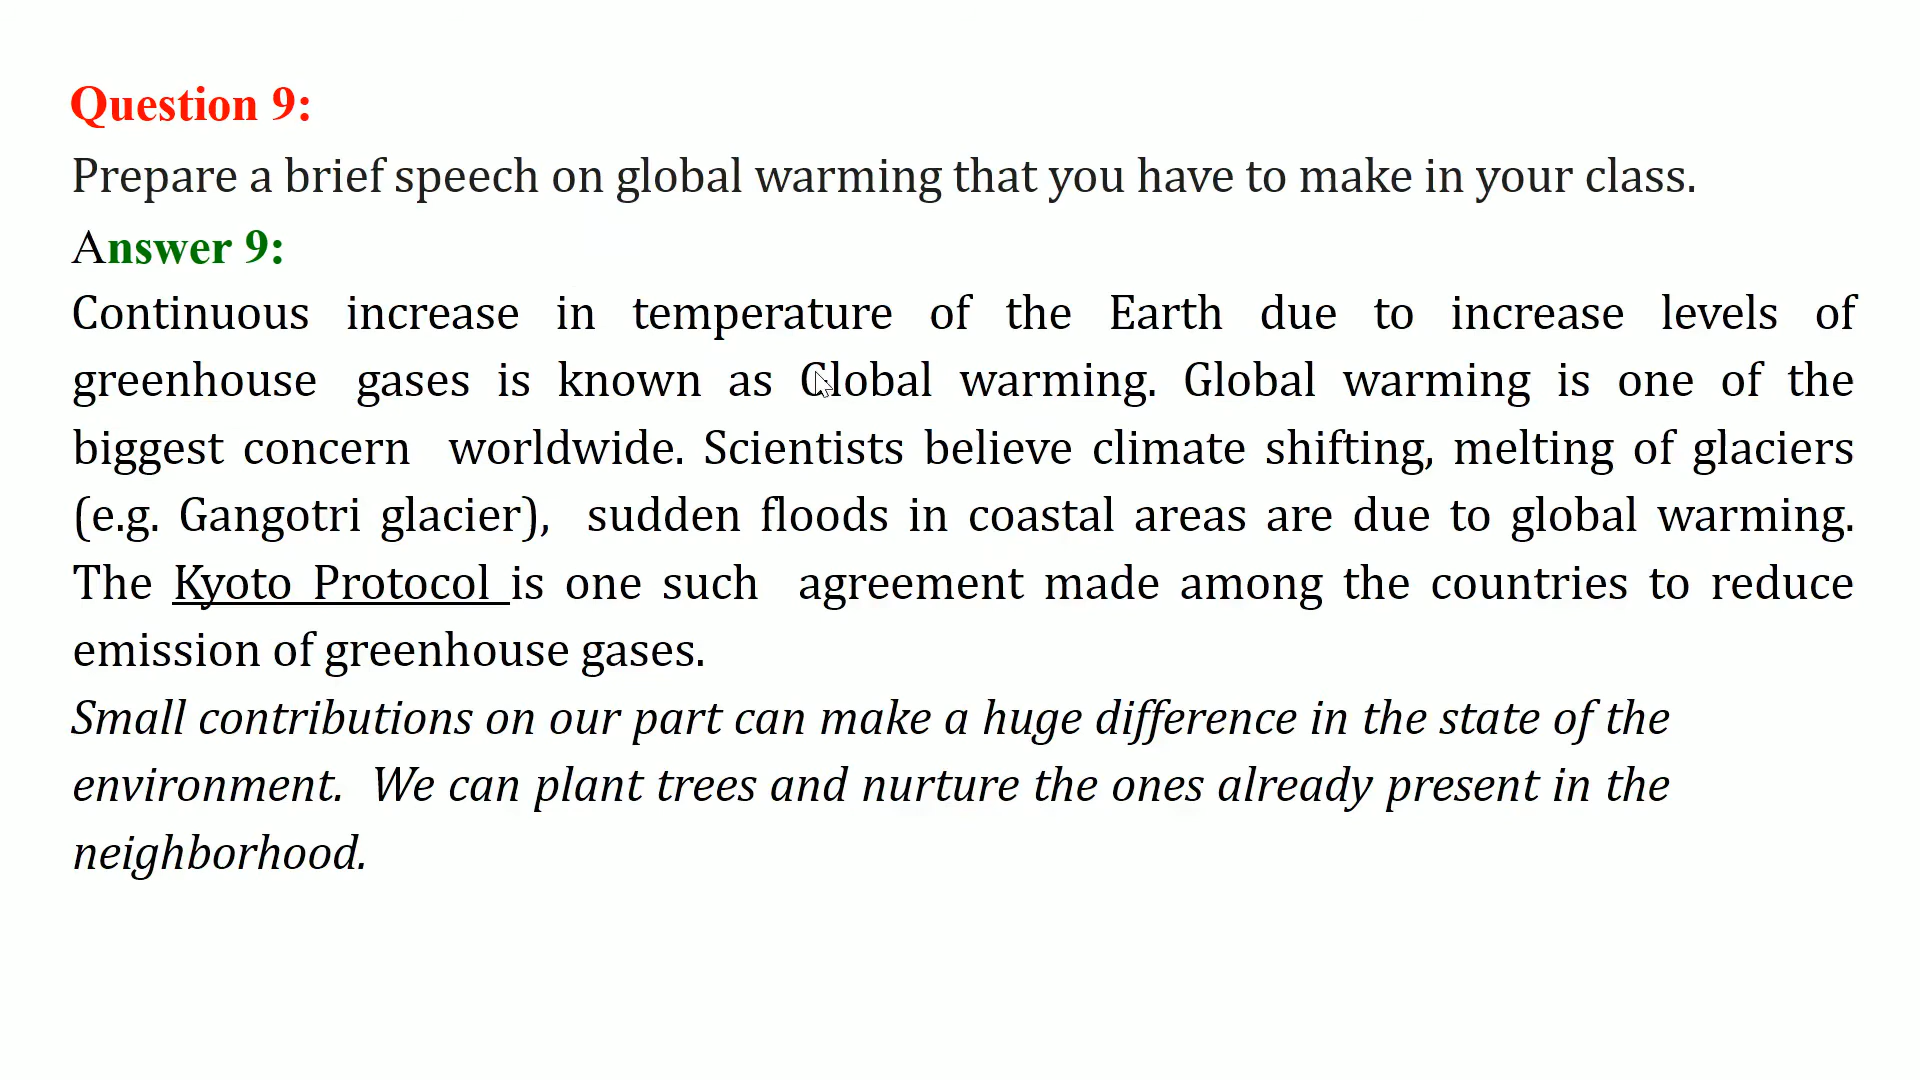 Question 9:
Prepare a brief speech on global warming that you have to make in your class.
Answer 9:
Continuous increase in temperature of the Earth due to increase levels of
greenhouse gases is known as Global warming. Global warming is one of the
biggest concern worldwide. Scientists believe climate shifting, melting of glaciers
(e.g. Gangotri glacier), sudden floods in coastal areas are due to global warming.
The Kyoto Protocol is one such agreement made among the countries to reduce
emission of greenhouse gases.
Small contributions on our part can make a huge difference in the state of the
environment. We can plant trees and nurture the ones already present in the
neighborhood.